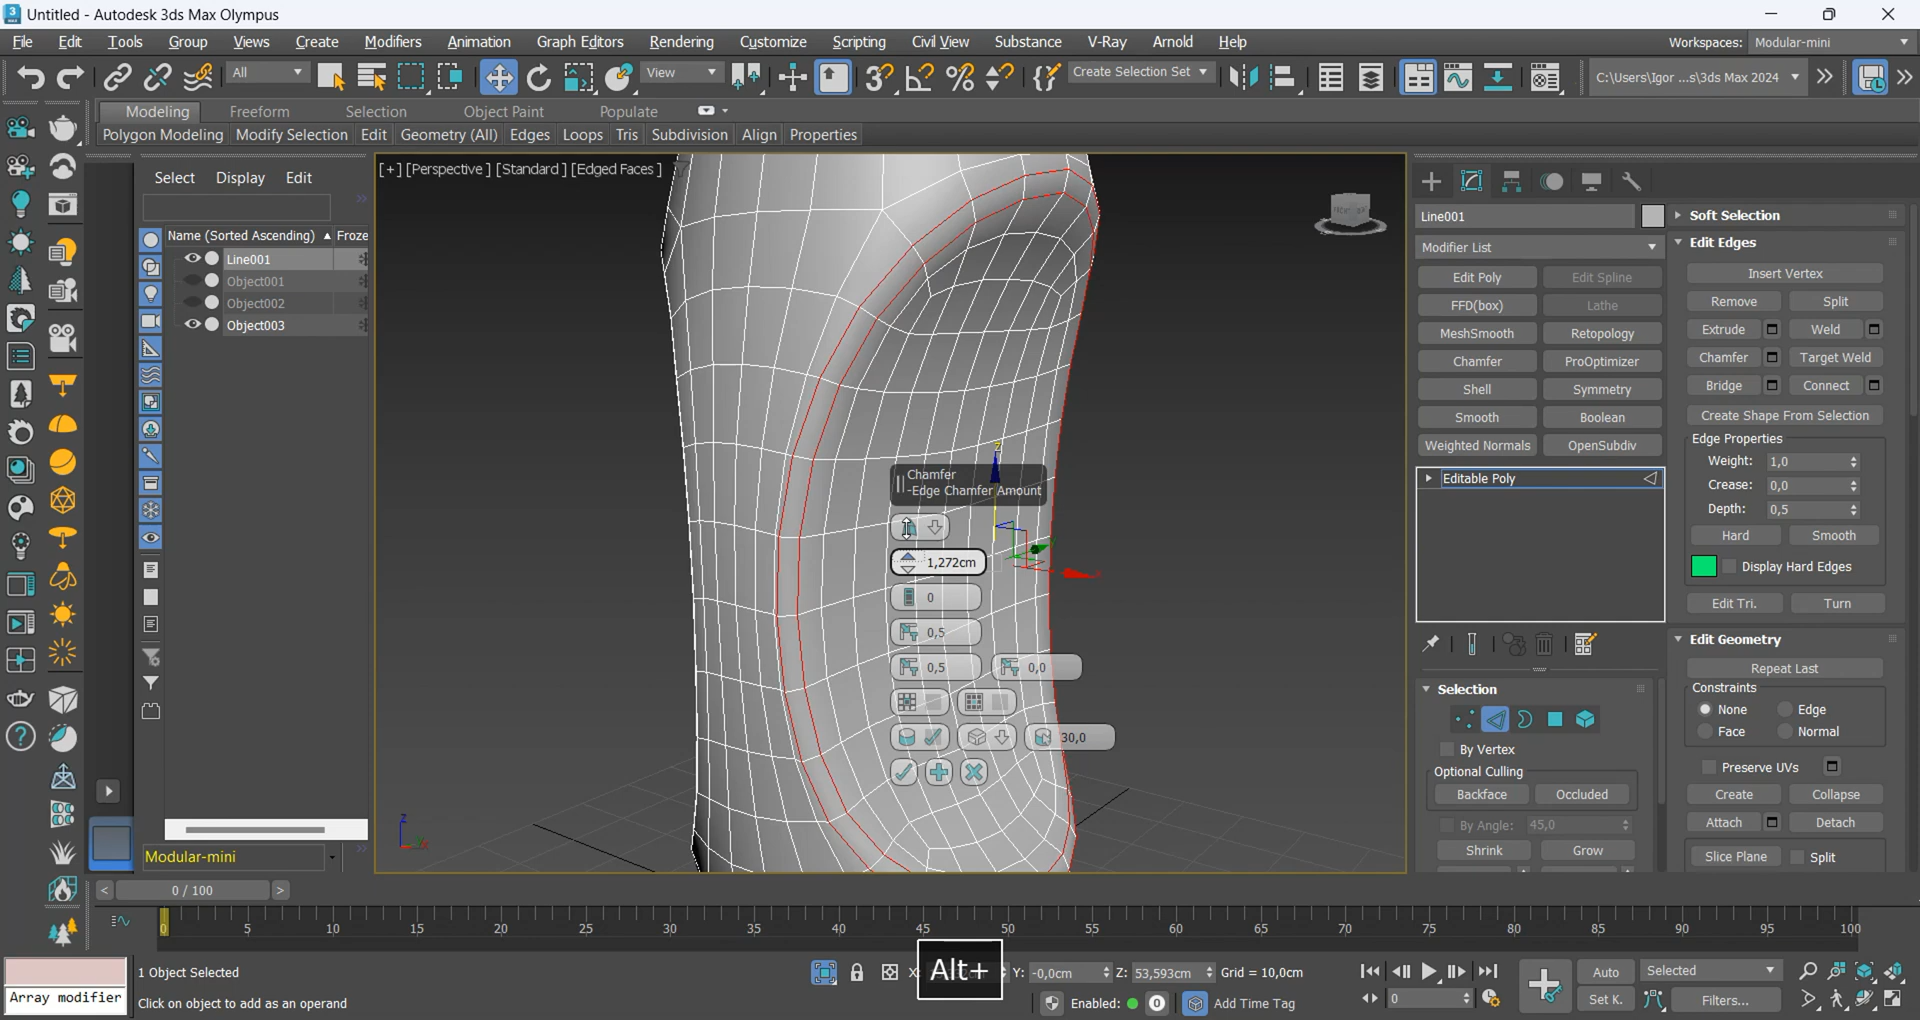 Untitled - Autodesk 3ds Max Olympus
File Edit Tools Group Views Create Modifiers Animation Graph Editors Rendering Customize Scripting Civil View Substance V-Ray Arnold Help
Workspaces: Modular-mini
All
View
Create Selection Set
C:\Users\Igor ...s\3ds Max 2024
Modeling Freeform Selection Object Paint Populate
Polygon Modeling Modify Selection Edit Geometry (All) Edges Loops Tris Subdivision Align Properties
Select Display Edit
Name (Sorted Ascending) Froze
Line001
Object001
Object002
Object003
Modular-mini
[+] [Perspective ] [Standard ] [Edged Faces ]
Chamfer
-Edge Chamfer Amount
1,272cm
0
0,5
0,5 0,0
30,0
Line001
Modifier List
Edit Poly Edit Spline
FFD(box) Lathe
MeshSmooth Retopology
Chamfer ProOptimizer
Shell Symmetry
Smooth Boolean
Weighted Normals OpenSubdiv
Editable Poly
Selection
By Vertex
Optional Culling
Backface Occluded
By Angle: 45,0
Shrink Grow
Soft Selection
Edit Edges
Insert Vertex
Remove Split
Extrude Weld
Chamfer Target Weld
Bridge Connect
Create Shape From Selection
Edge Properties
Weight: 1,0
Crease: 0,0
Depth: 0,5
Hard Smooth
Display Hard Edges
Edit Tri. Turn
Edit Geometry
Repeat Last
Constraints
None Edge
Face Normal
Preserve UVs
Create Collapse
Attach Detach
Slice Plane Split
0 / 100
0 5 10 15 20 25 30 35 40 45 50 55 60 65 70 75 80 85 90 95 100
Array modifier
1 Object Selected
Click on object to add as an operand
X:
Alt+
Y: -0,0cm Z: 53,593cm Grid = 10,0cm
Enabled: 0 Add Time Tag
0
Auto Selected
Set K. Filters...